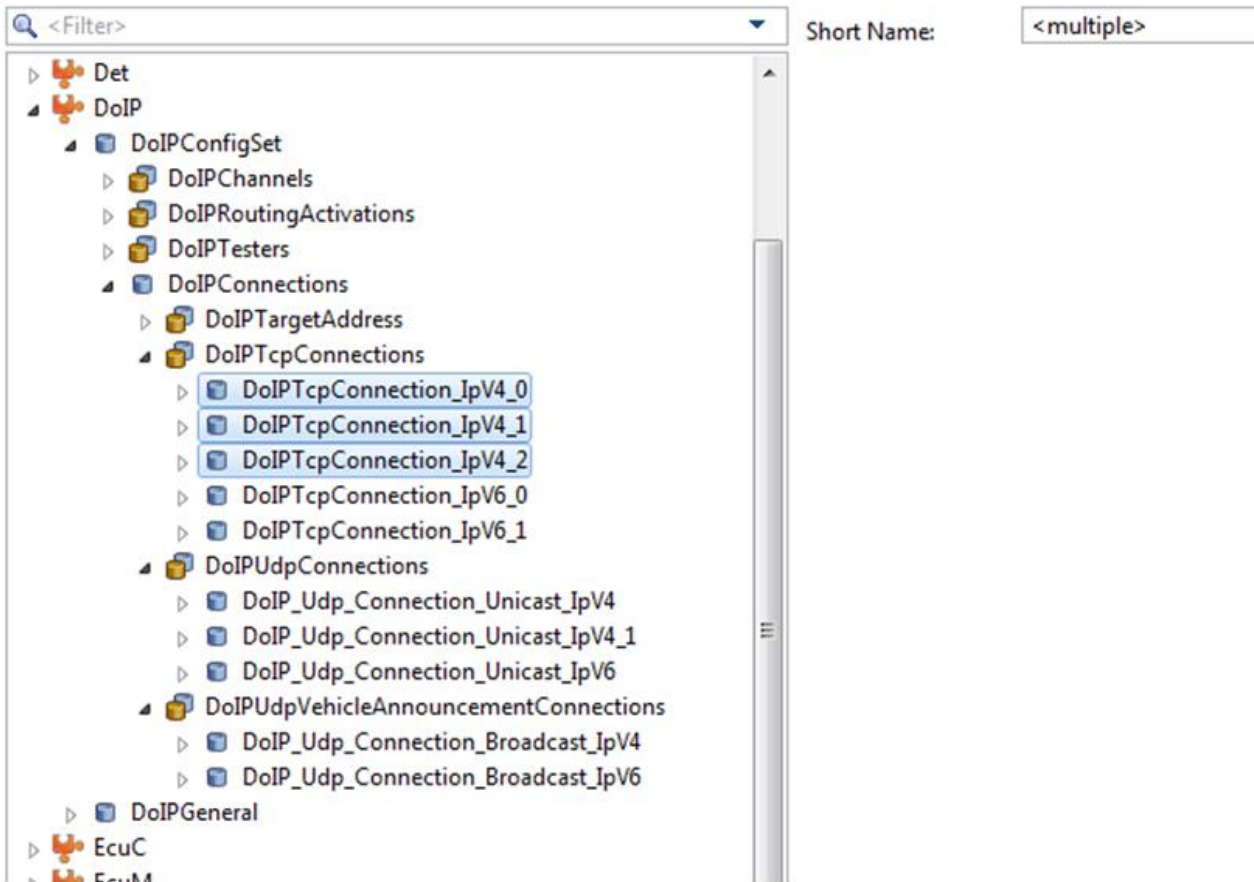 <Filter>
Short Name:
<multiple>
Det
DoIP
DoIPConfigSet
DoIPChannels
DoIPRoutingActivations
DoIPTesters
DoIPConnections
DoIPTargetAddress
DoIPTcpConnections
DoIPTcpConnection_IpV4_0
DoIPTcpConnection_IpV4_1
DoIPTcpConnection_IpV4_2
DoIPTcpConnection_IpV6_0
DoIPTcpConnection_IpV6_1
DoIPUdpConnections
DoIP_Udp_Connection_Unicast_IpV4
DoIP_Udp_Connection_Unicast_IpV4_1
DoIP_Udp_Connection_Unicast_IpV6
DoIPUdpVehicleAnnouncementConnections
DoIP_Udp_Connection_Broadcast_IpV4
DoIP_Udp_Connection_Broadcast_IpV6
DoIPGeneral
EcuC
EcuM